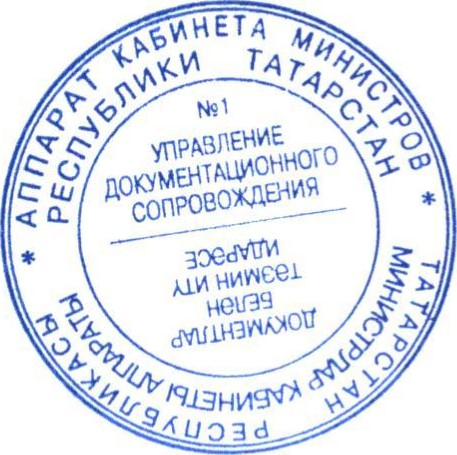 * АППАРАТ КАБИНЕТА МИНИСТРОВ *
РЕСПУБЛИКИ ТАТАРСТАН
№1
УПРАВЛЕНИЕ
ДОКУМЕНТАЦИОННОГО
СОПРОВОЖДЕНИЯ
ДОКУМЕНТЛАР
БЕЛӘН
ТӘЭМИН ИТҮ
ИДАРӘСЕ
ТАТАРСТАН РЕСПУБЛИКАСЫ
МИНИСТРЛАР КАБИНЕТЫ АППАРАТЫ